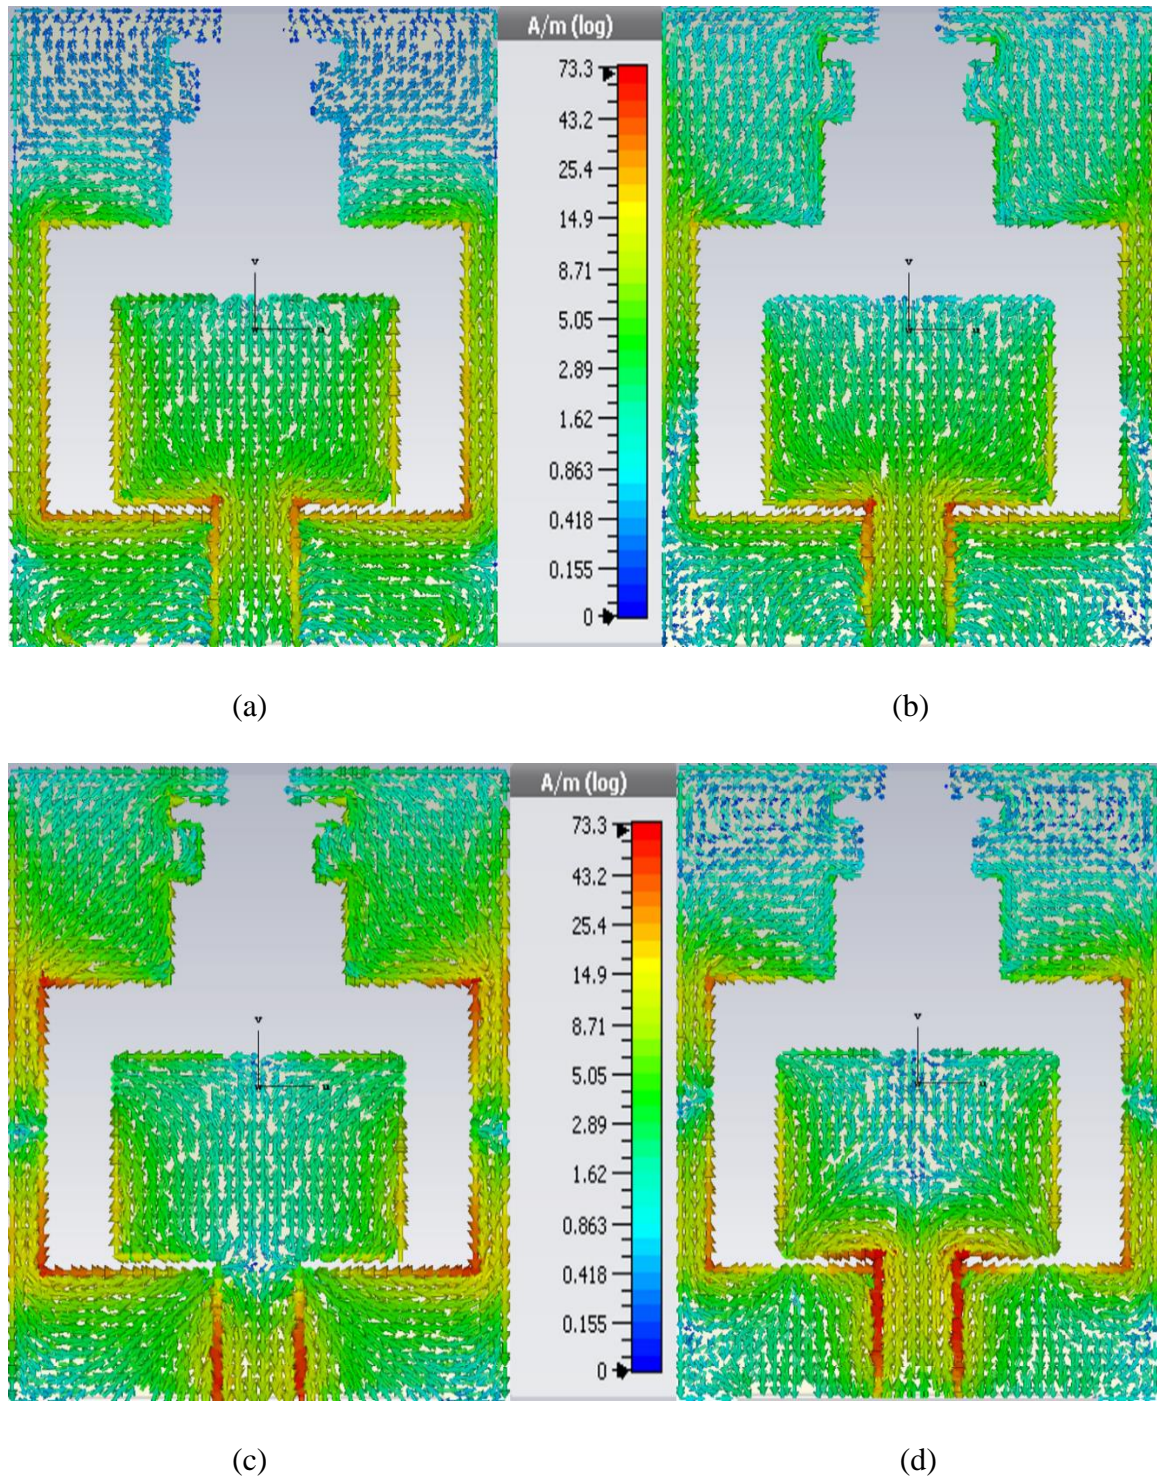 A/m (log)
73.3
43.2
25.4
14.9
8.71
5.05
2.89
1.62
0.863
0.418
0.155
0
v
u
v
u
(a)
(b)
A/m (log)
73.3
43.2
25.4
14.9
8.71
5.05
2.89
1.62
0.863
0.418
0.155
0
v
u
v
u
(c)
(d)